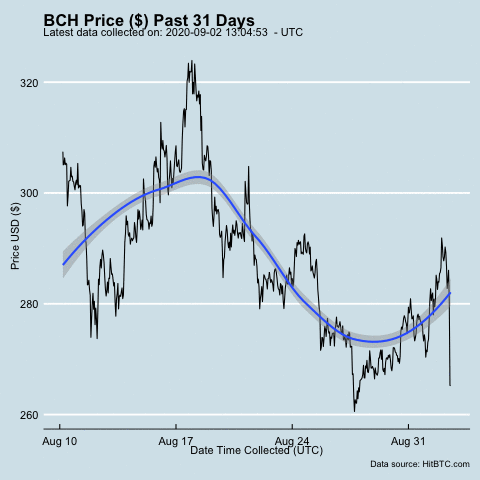 BCH Price ($) Past 31 Days
Latest data collected on: 2020-09-02 13:04:53  - UTC
Price USD ($)
320
300
280
260
Aug 10 Aug 17 Aug 24 Aug 31
Date Time Collected (UTC)
Data source: HitBTC.com